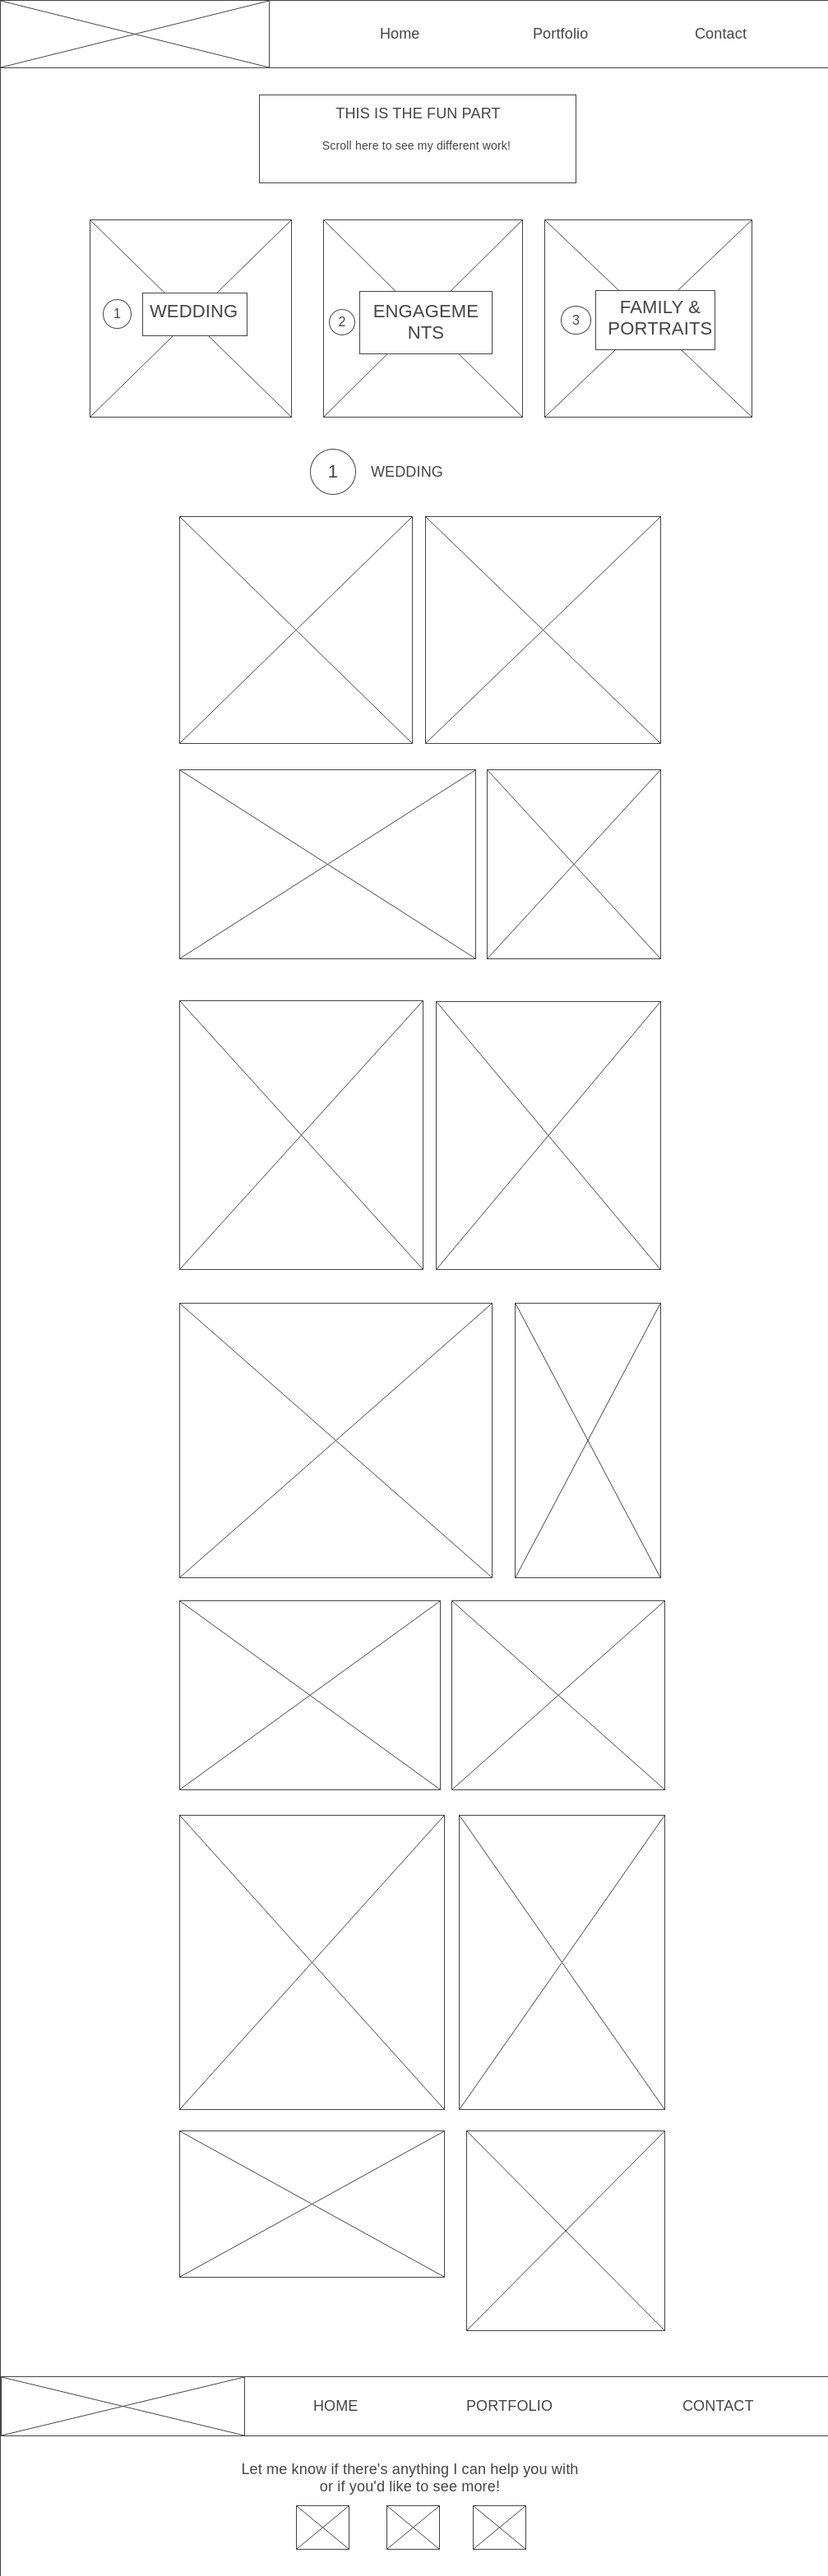 Home Portfolio Contact
THIS IS THE FUN PART
Scroll here to see my different work!
1
WEDDING
2
ENGAGEME
NTS
3
FAMILY &
PORTRAITS
1 WEDDING
HOME PORTFOLIO CONTACT
Let me know if there's anything I can help you with
or if you'd like to see more!